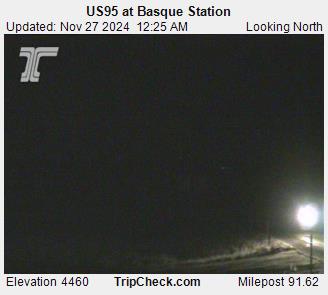 US95 at Basque Station
Updated: Nov 27 2024 12:25 AM Looking North
Elevation 4460 TripCheck.com Milepost 91.62